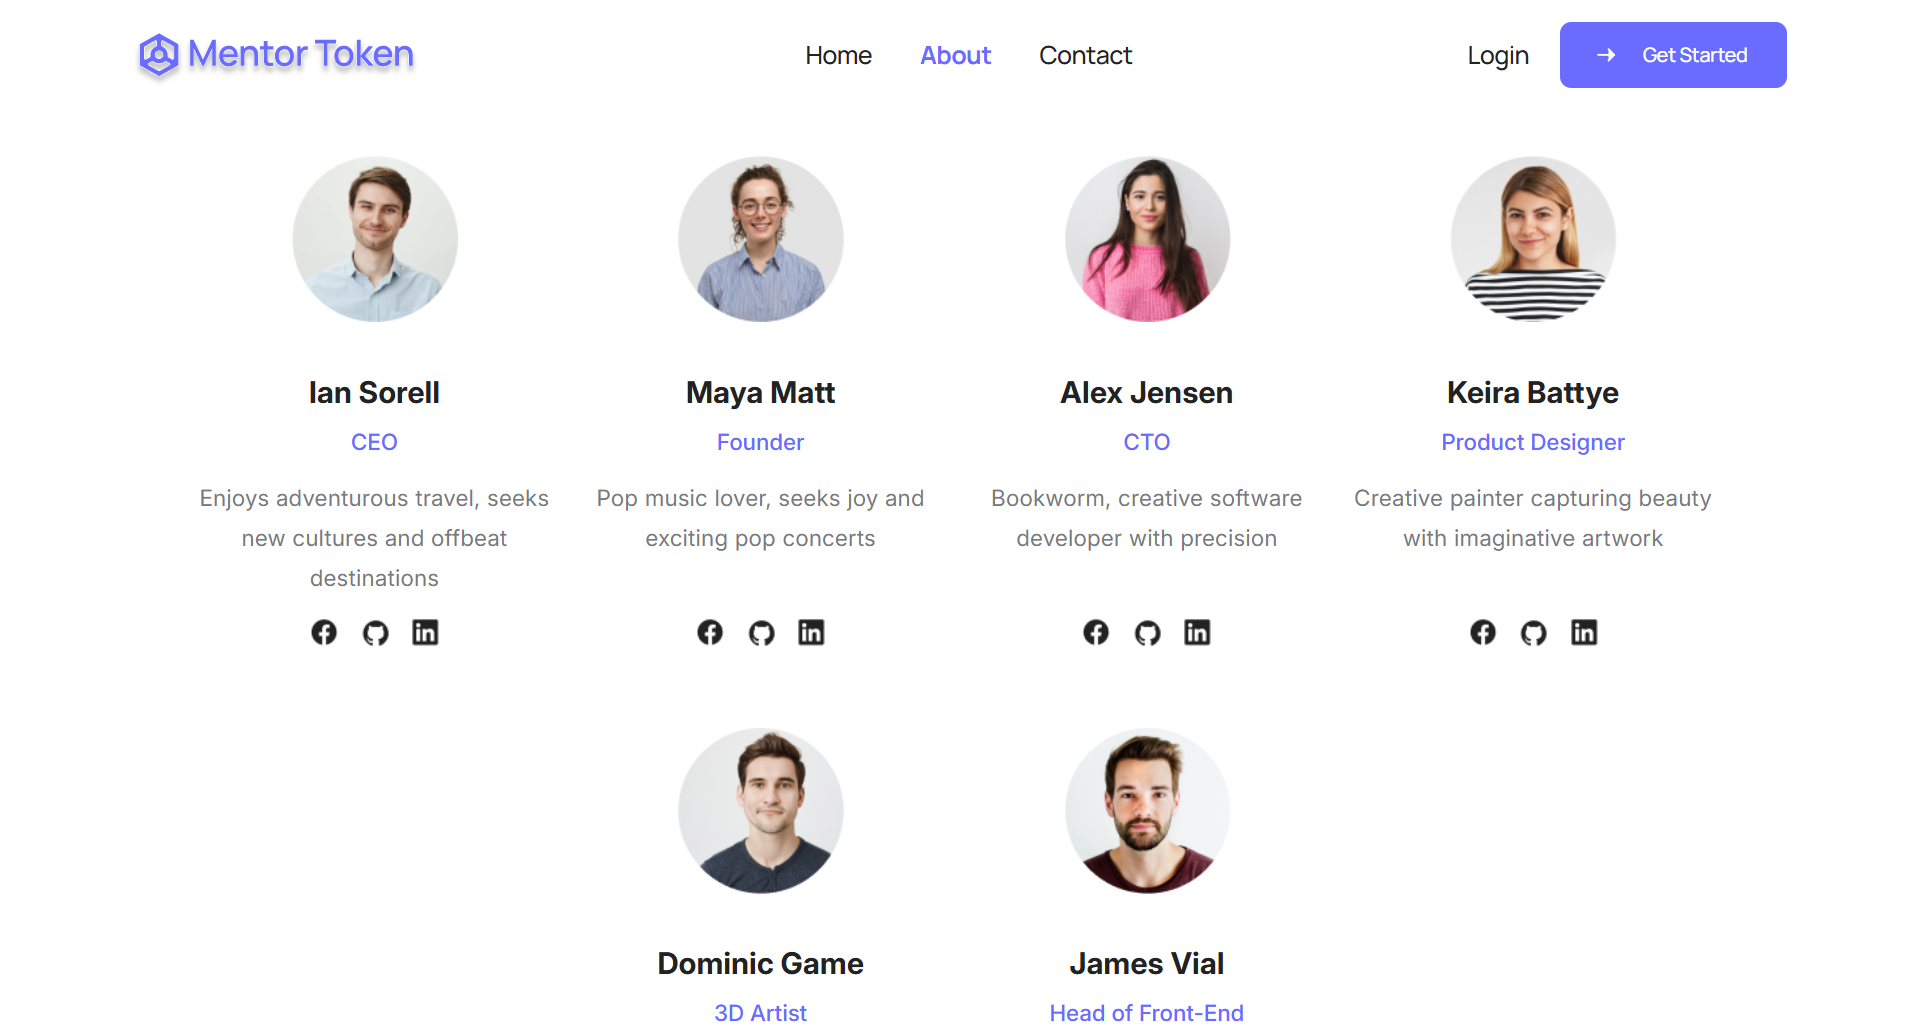 Mentor Token
Home About Contact
Login Get Started
Ian Sorell
CEO
Enjoys adventurous travel, seeks
new cultures and offbeat
destinations
Maya Matt
Founder
Pop music lover, seeks joy and
exciting pop concerts
Alex Jensen
CTO
Bookworm, creative software
developer with precision
Keira Battye
Product Designer
Creative painter capturing beauty
with imaginative artwork
Dominic Game
3D Artist
James Vial
Head of Front-End